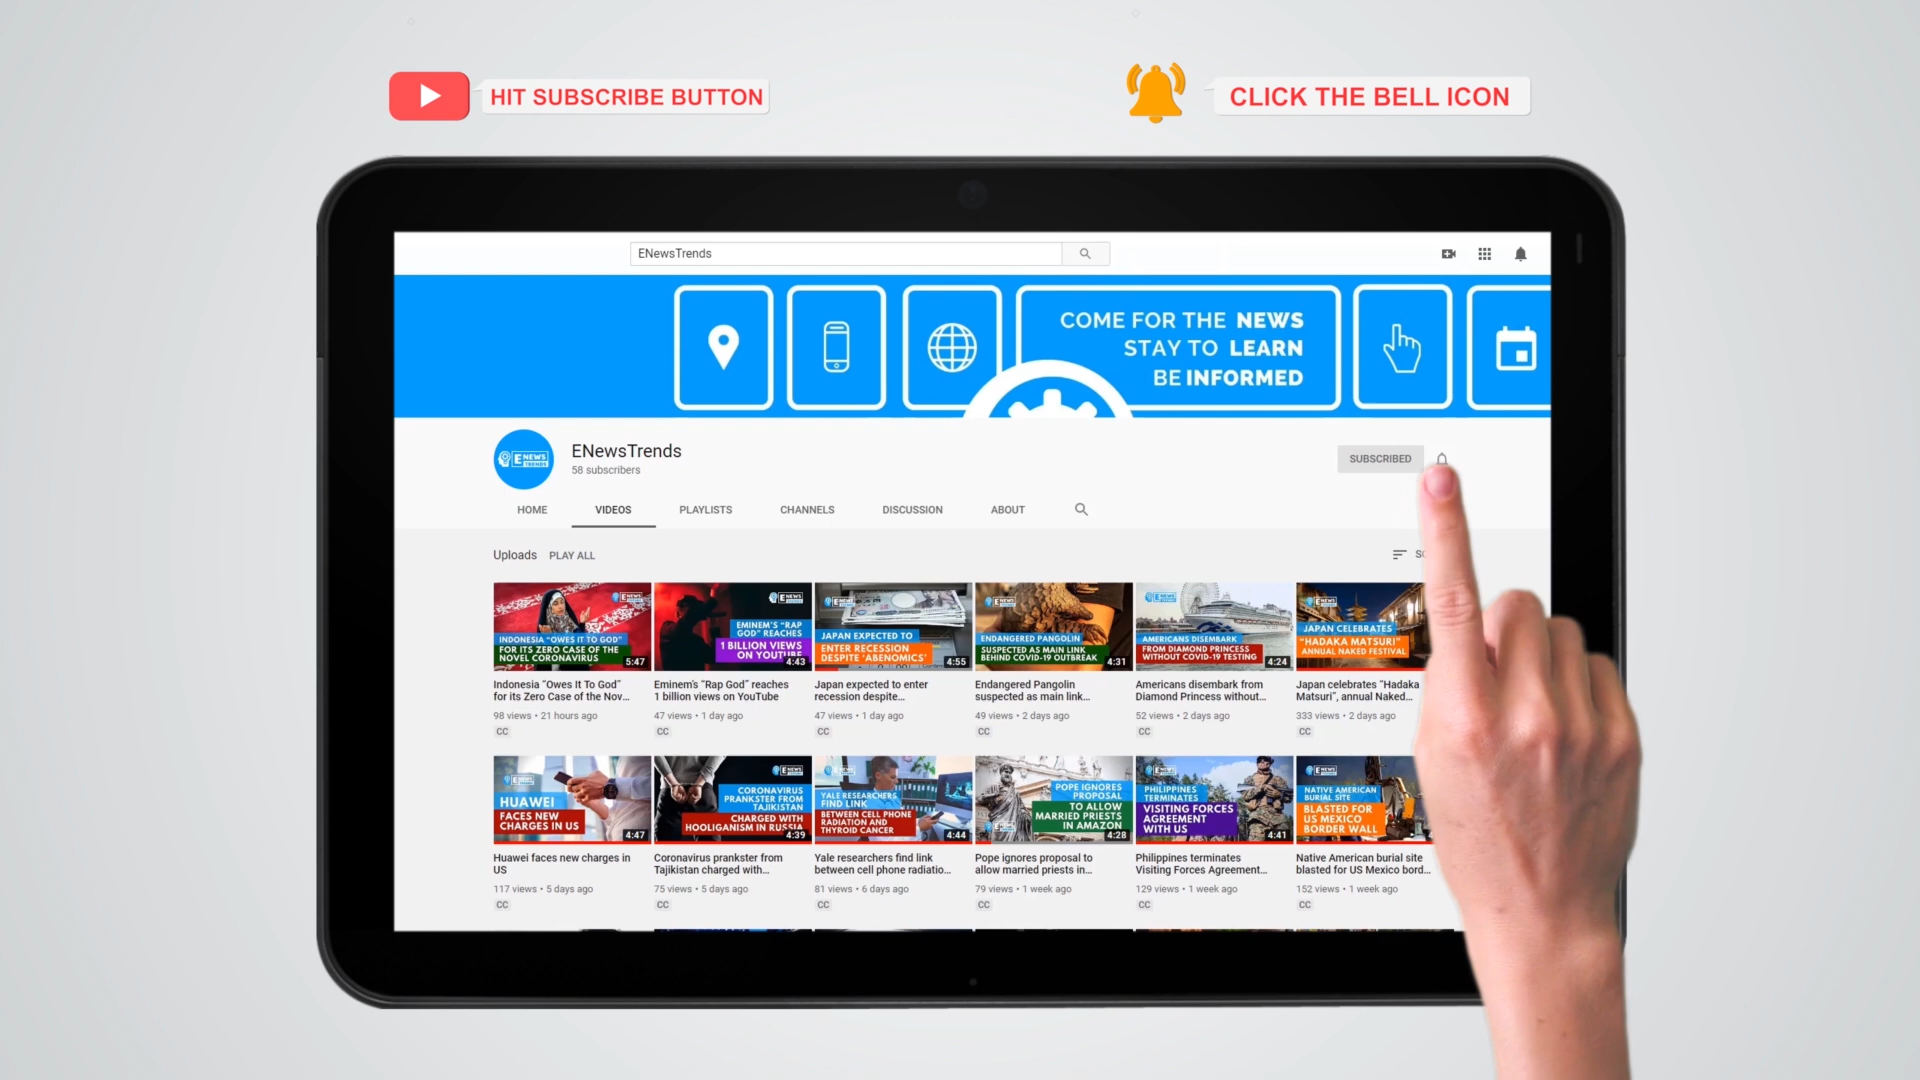 HIT SUBSCRIBE BUTTON
CLICK THE BELL ICON
ENewsTrends
COME FOR THE NEWS
STAY TO LEARN
BE INFORMED
E NEWS
TRENDS
ENewsTrends
58 subscribers
SUBSCRIBED
HOME VIDEOS PLAYLISTS CHANNELS DISCUSSION ABOUT
Uploads PLAY ALL
INDONESIA "OWES IT TO GOD"
FOR ITS ZERO CASE OF THE
NOVEL CORONAVIRUS
5:47
Indonesia "Owes It To God"
for its Zero Case of the Nov...
98 views • 21 hours ago
CC
EMINEM'S "RAP
GOD" REACHES
1 BILLION VIEWS
ON YOUTUBE
4:43
Eminem's "Rap God" reaches
1 billion views on YouTube
47 views • 1 day ago
CC
JAPAN EXPECTED TO
ENTER RECESSION
DESPITE 'ABENOMICS'
4:55
Japan expected to enter
recession despite...
47 views • 1 day ago
CC
ENDANGERED PANGOLIN
SUSPECTED AS MAIN LINK
BEHIND COVID-19 OUTBREAK
4:31
Endangered Pangolin
suspected as main link...
49 views • 2 days ago
CC
AMERICANS DISEMBARK
FROM DIAMOND PRINCESS
WITHOUT COVID-19 TESTING
4:24
Americans disembark from
Diamond Princess without...
52 views • 2 days ago
CC
JAPAN CELEBRATES
"HADAKA MATSURI"
ANNUAL NAKED FESTIVAL
Japan celebrates "Hadaka
Matsuri", annual Naked...
333 views • 2 days ago
CC
HUAWEI
FACES NEW
CHARGES IN US
4:47
Huawei faces new charges in
US
117 views • 5 days ago
CC
CORONAVIRUS
PRANKSTER FROM
TAJIKISTAN
CHARGED WITH
HOOLIGANISM IN RUSSIA
4:39
Coronavirus prankster from
Tajikistan charged with...
75 views • 5 days ago
CC
YALE RESEARCHERS
FIND LINK
BETWEEN CELL PHONE
RADIATION AND
THYROID CANCER
4:44
Yale researchers find link
between cell phone radiatio...
81 views • 6 days ago
CC
POPE IGNORES
PROPOSAL
TO ALLOW
MARRIED PRIESTS
IN AMAZON
4:28
Pope ignores proposal to
allow married priests in...
79 views • 1 week ago
CC
PHILIPPINES
TERMINATES
VISITING FORCES
AGREEMENT
WITH US
4:41
Philippines terminates
Visiting Forces Agreement...
129 views • 1 week ago
CC
NATIVE AMERICAN
BURIAL SITE
BLASTED FOR
US MEXICO
BORDER WALL
Native American burial site
blasted for US Mexico bord...
152 views • 1 week ago
CC